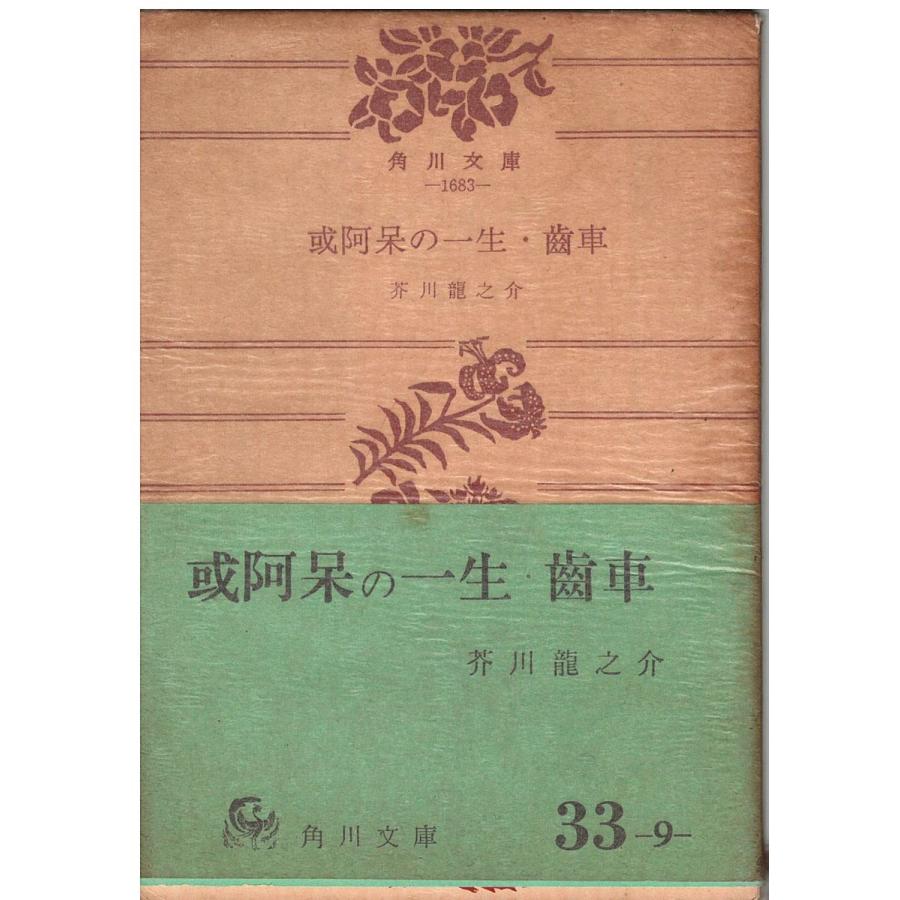 角川文庫
—1683—
或阿呆の一生・齒車
芥川龍之介
或阿呆の一生·齒車
芥川龍之介
角川文庫
33-9-